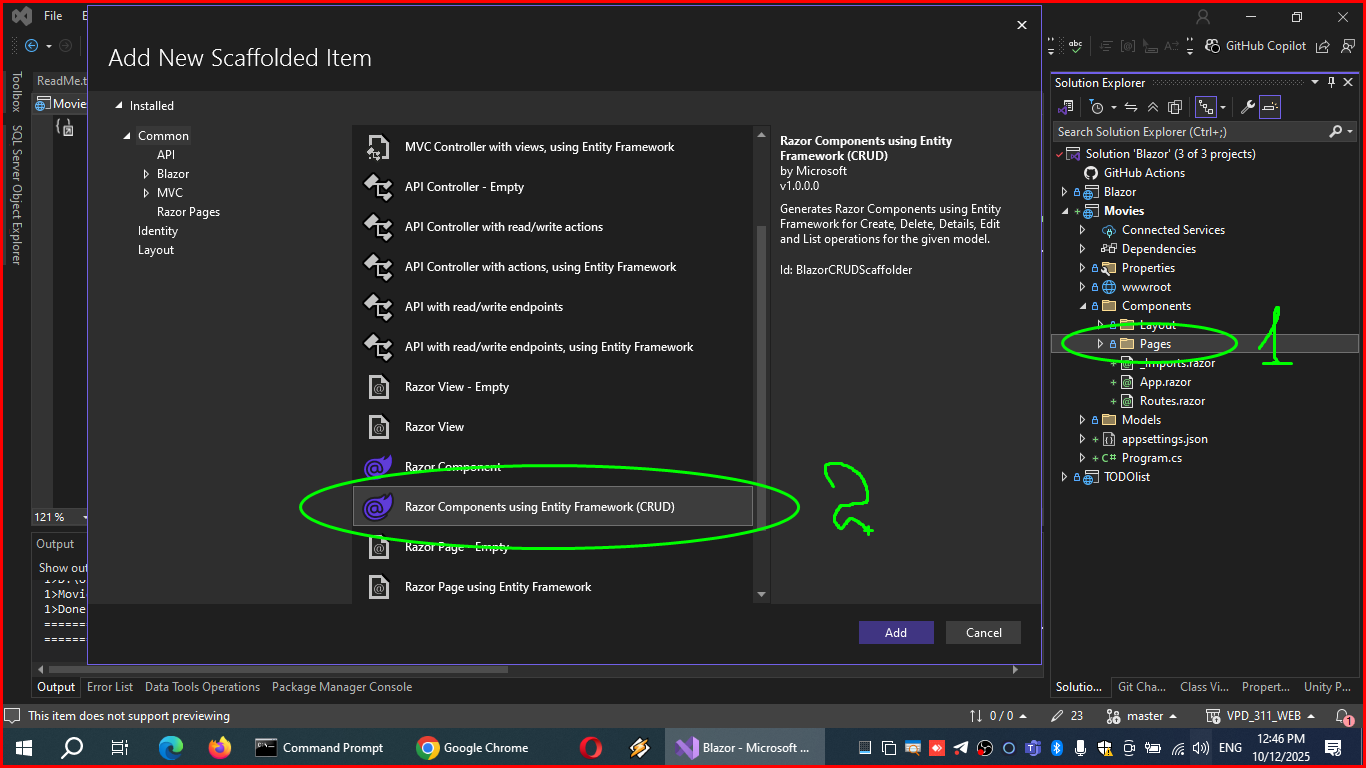 File
E
Add New Scaffolded Item
GitHub Copilot
Toolbox
SQL Server Object Explorer
ReadMe.t
Movie
121 %
Installed
Common
API
Blazor
MVC
Razor Pages
Identity
Layout
MVC Controller with views, using Entity Framework
API Controller - Empty
API Controller with read/write actions
API Controller with actions, using Entity Framework
API with read/write endpoints
API with read/write endpoints, using Entity Framework
Razor View - Empty
Razor View
Razor Component
Razor Components using Entity Framework (CRUD)
Razor Page - Empty
Razor Page using Entity Framework
Razor Components using Entity
Framework (CRUD)
by Microsoft
v1.0.0.0
Generates Razor Components using Entity
Framework for Create, Delete, Details, Edit
and List operations for the given model.
Id: BlazorCRUDScaffolder
2
Add
Cancel
Solution Explorer
Search Solution Explorer (Ctrl+;)
Solution 'Blazor' (3 of 3 projects)
GitHub Actions
Blazor
Movies
Connected Services
Dependencies
Properties
wwwroot
Components
Layout
Pages
1
_Imports.razor
App.razor
Routes.razor
Models
appsettings.json
C# Program.cs
TODOlist
Output
Show out
1>Movie
1>Done
=======
=======
Output Error List Data Tools Operations Package Manager Console
Solutio... Git Cha... Class Vi... Propert... Unity P...
This item does not support previewing
0 / 0 23 master VPD_311_WEB 1
Command Prompt Google Chrome Blazor - Microsoft ... ENG 12:46 PM
10/12/2025